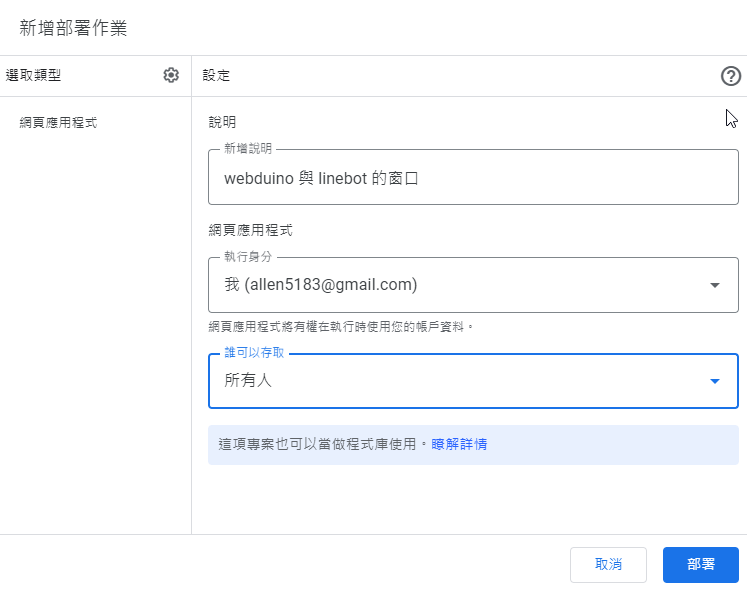 新增部署作業
選取類型
設定
網頁應用程式
說明
新增說明
webduino 與 linebot 的窗口
網頁應用程式
執行身分
我 (allen5183@gmail.com)
網頁應用程式將有權在執行時使用您的帳戶資料。
誰可以存取
所有人
這項專案也可以當做程式庫使用。瞭解詳情
取消
部署